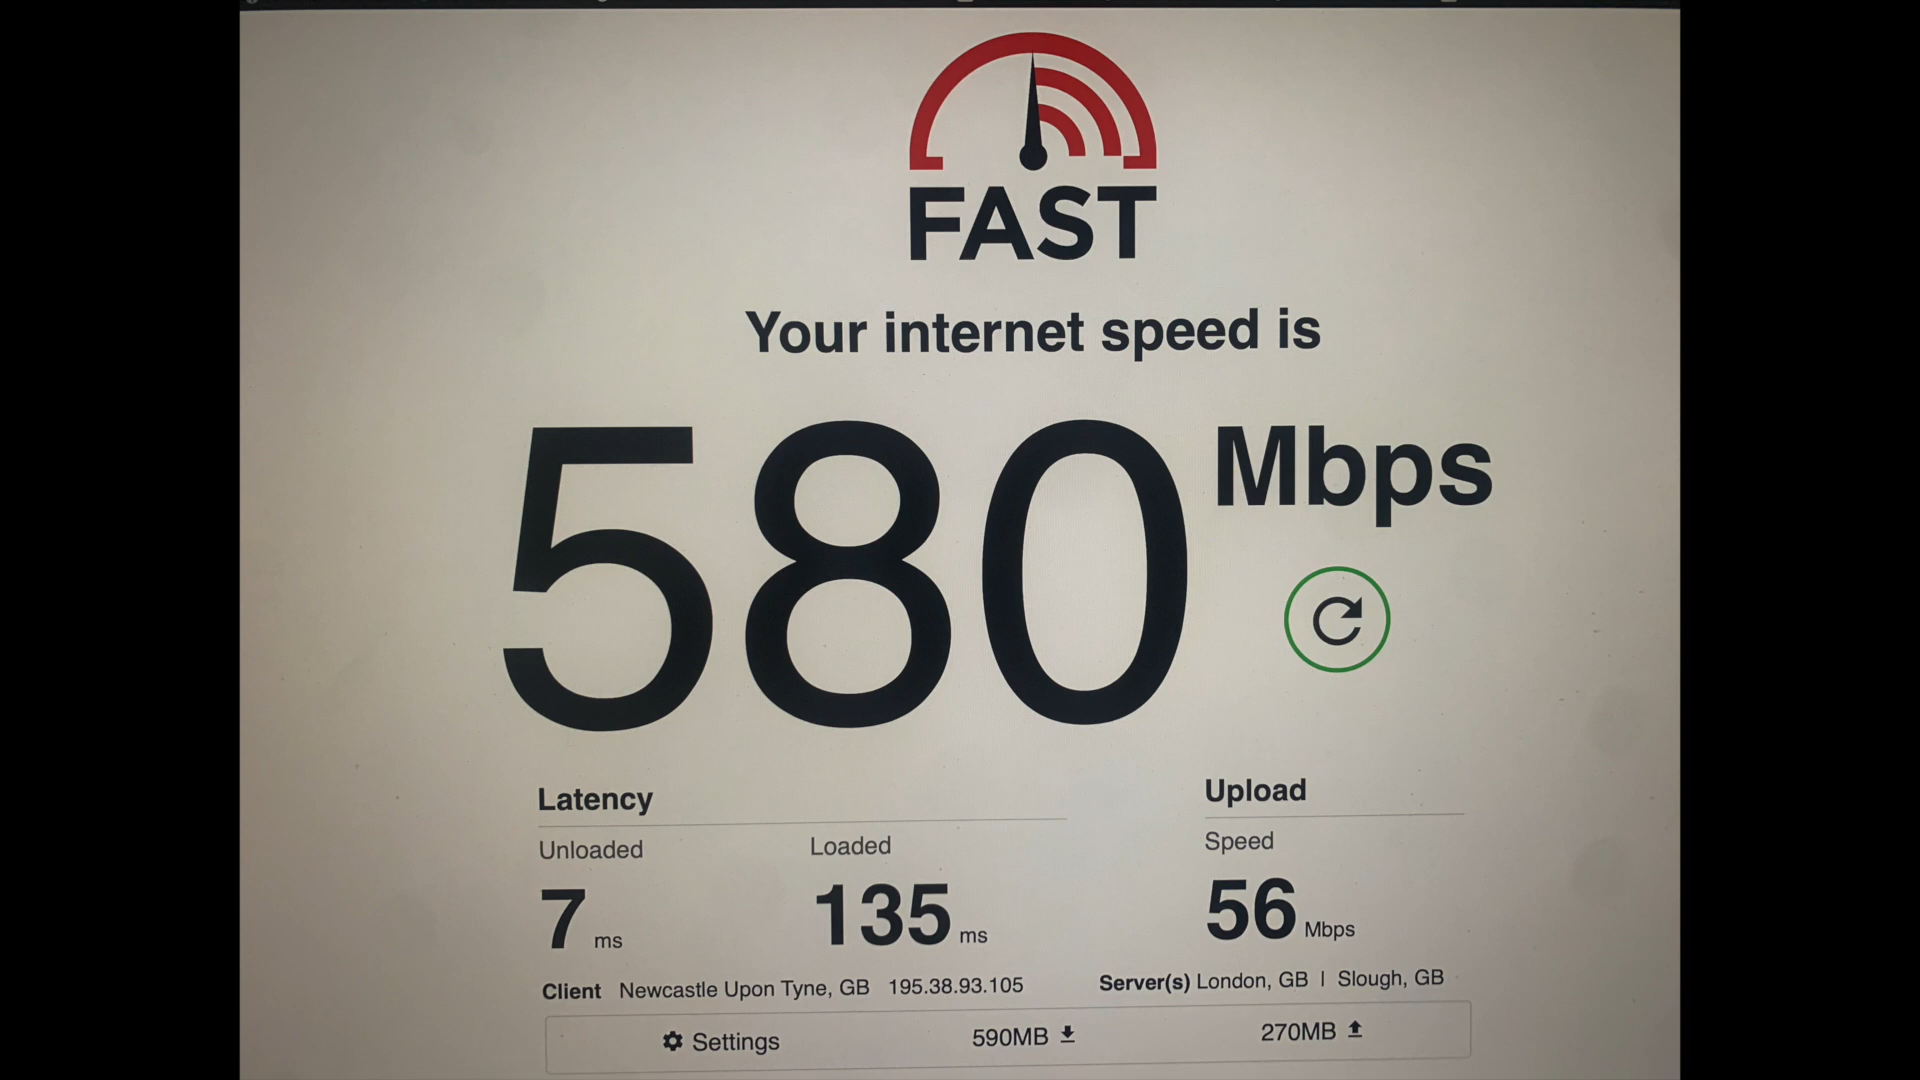 FAST
Your internet speed is
580 Mbps
Latency
Upload
Unloaded
Loaded
Speed
7 ms
135 ms
56 Mbps
Client Newcastle Upon Tyne, GB 195.38.93.105
Server(s) London, GB | Slough, GB
Settings
590MB
270MB